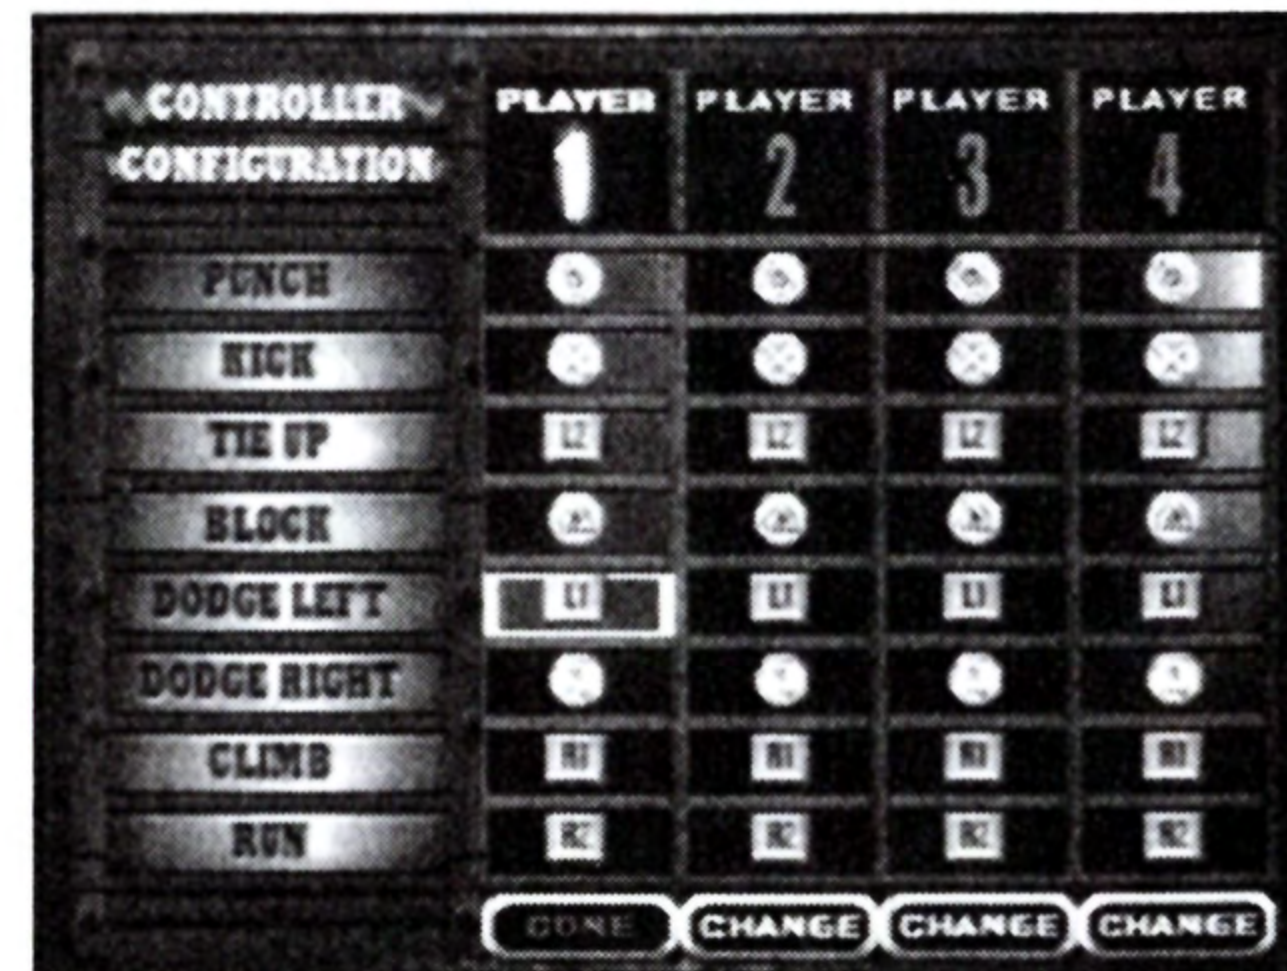 CONTROLLER
CONFIGURATION
PLAYER 1 PLAYER 2 PLAYER 3 PLAYER 4
PUNCH
KICK
TIE UP L2 L2 L2 L2
BLOCK
DODGE LEFT L1 L1 L1 L1
DODGE RIGHT
CLIMB R1 R1 R1 R1
RUN R2 R2 R2 R2
DONE CHANGE CHANGE CHANGE